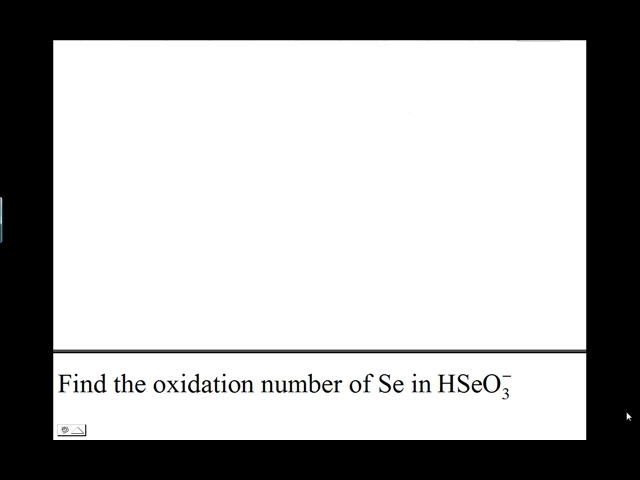 Find the oxidation number of Se in HSeO₃⁻